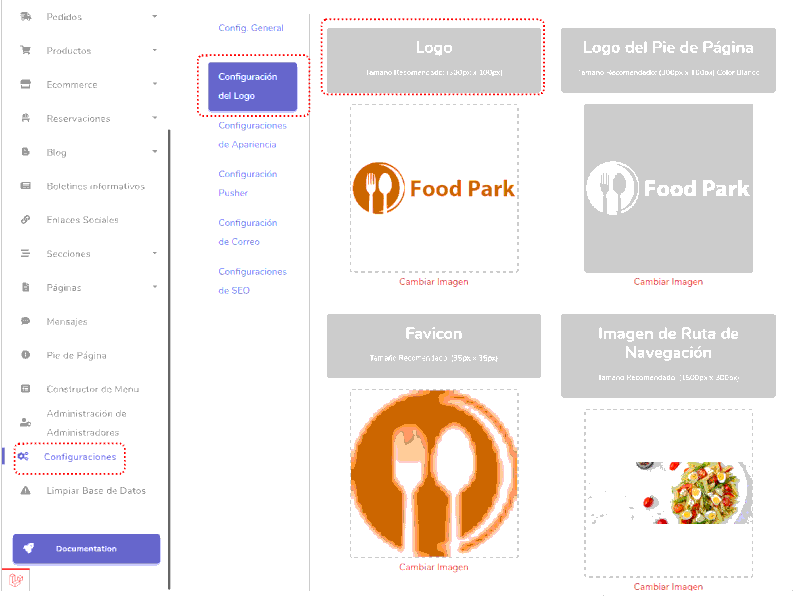 Pedidos
Productos
Ecommerce
Reservaciones
Blog
Boletines informativos
Enlaces Sociales
Secciones
Páginas
Mensajes
Pie de Página
Constructor de Menu
Administración de
Administradores
Configuraciones
Limpiar Base de Datos
Documentation
Config. General
Configuración
del Logo
Configuraciones
de Apariencia
Configuración
Pusher
Configuración
de Correo
Configuraciones
de SEO
Logo
Tamano Recomendado: (300px x 100px)
Food Park
Cambiar Imagen
Logo del Pie de Página
Tamano Recomendado: (300px x 100px) Color Blanco
Food Park
Cambiar Imagen
Favicon
Tamaño Recomendado: (35px x 35px)
Cambiar Imagen
Imagen de Ruta de
Navegación
Tamano Recomendado: (1500px x 300px)
Cambiar Imagen